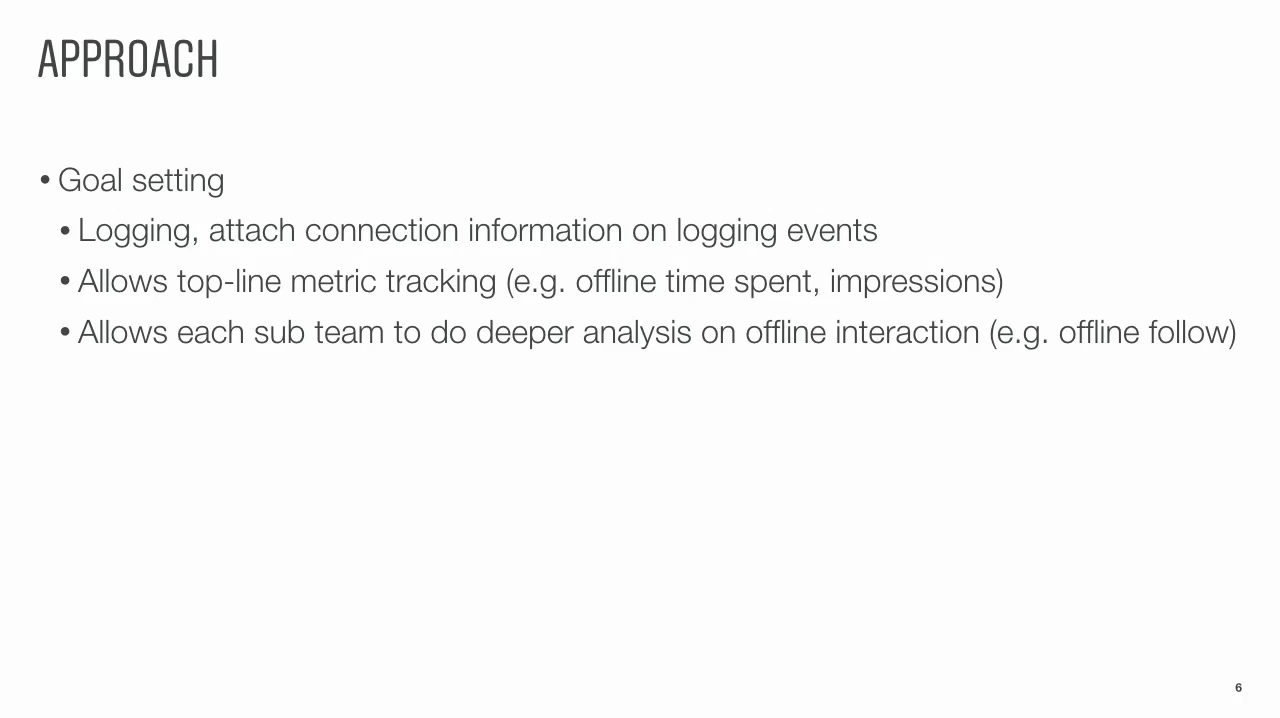 APPROACH
• Goal setting
• Logging, attach connection information on logging events
• Allows top-line metric tracking (e.g. offline time spent, impressions)
• Allows each sub team to do deeper analysis on offline interaction (e.g. offline follow)
6